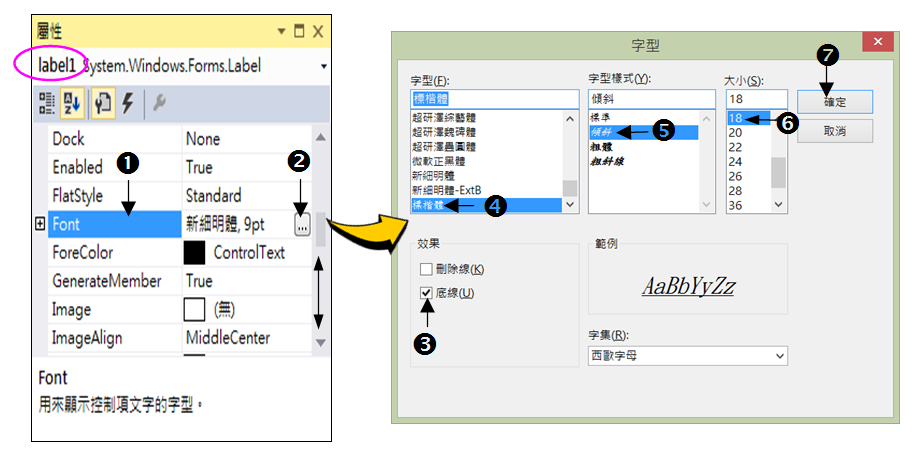 屬性
label1 System.Windows.Forms.Label
Dock None
Enabled True
FlatStyle Standard
Font 新細明體, 9pt ...
ForeColor ControlText
GenerateMember True
Image (無)
ImageAlign MiddleCenter
Font
用來顯示控制項文字的字型。
❶
❷
字型
字型(F):
標楷體
超研澤綜藝體
超研澤魏碑體
超研澤疊圓體
微軟正黑體
新細明體
新細明體-ExtB
標楷體
❹
字型樣式(Y):
傾斜
標準
傾斜
粗體
粗斜線
❺
大小(S):
18
18
20
22
24
26
28
36
❻
❼
確定
取消
效果
刪除線(K)
底線(U)
❸
範例
AaBbYyZz
字集(R):
西歐字母